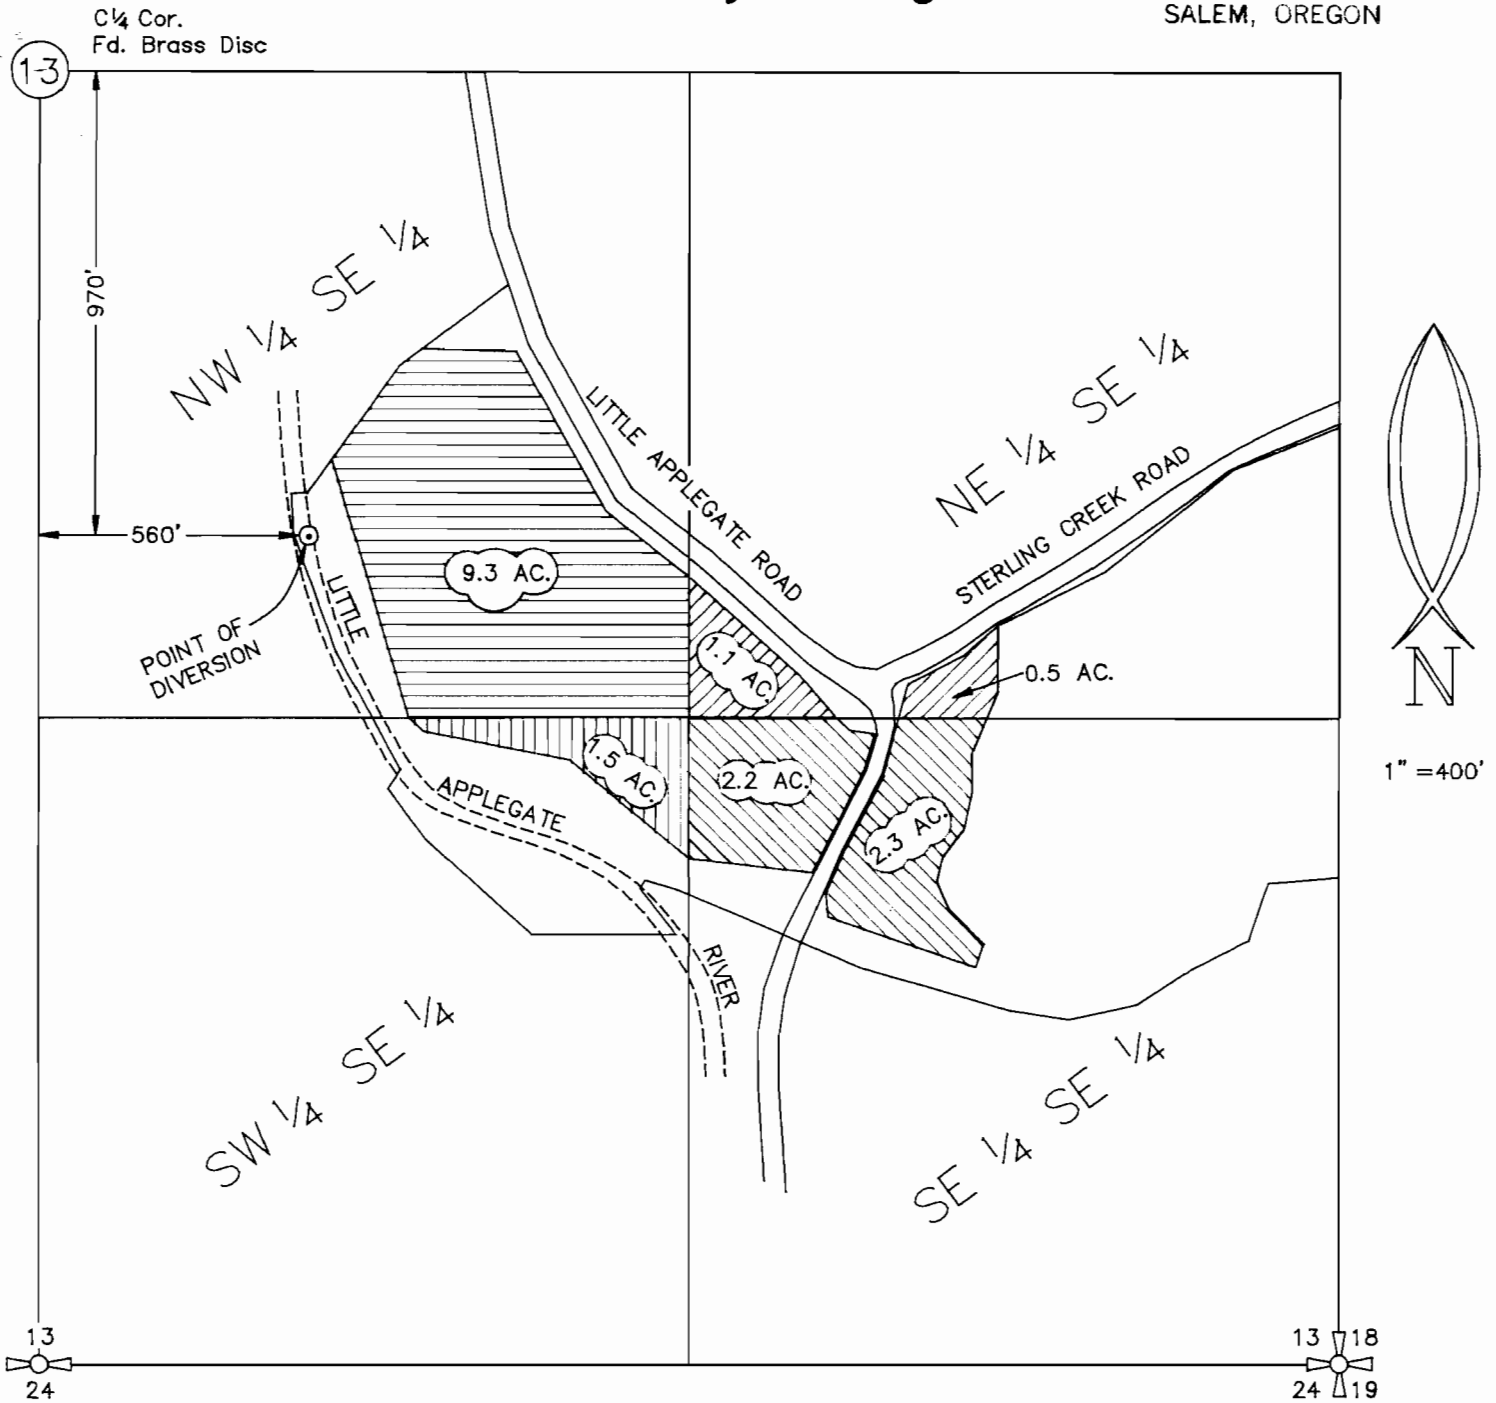 SALEM, OREGON
C¼ Cor.
Fd. Brass Disc
1-3
970'
NW 1/4 SE 1/4
NE 1/4 SE 1/4
LITTLE APPLEGATE ROAD
STERLING CREEK ROAD
560'
9.3 AC.
LITTLE
POINT OF
DIVERSION
1.1 AC.
0.5 AC.
N
1.5 AC.
2.2 AC.
2.3 AC.
1" =400'
APPLEGATE
RIVER
SW 1/4 SE 1/4
SE 1/4 SE 1/4
13
24
13 18
24 19